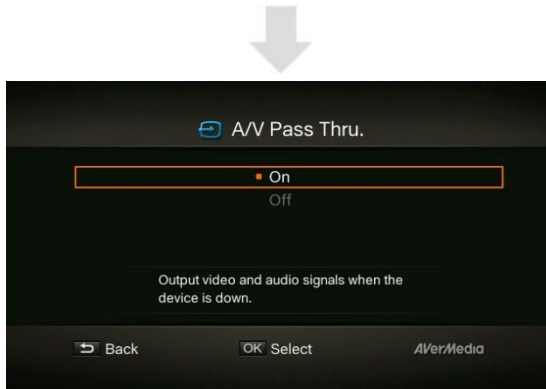 A/V Pass Thru.
On
Off
Output video and audio signals when the
device is down.
Back
OK Select
AVerMedia